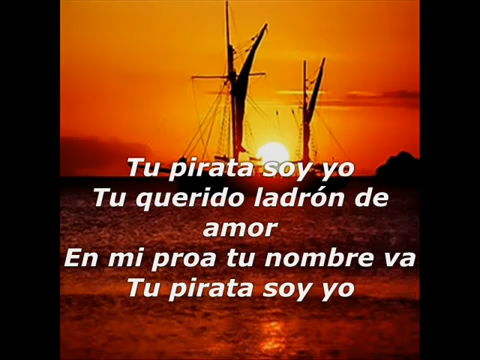 Tu pirata soy yo
Tu querido ladrón de
amor
En mi proa tu nombre va
Tu pirata soy yo